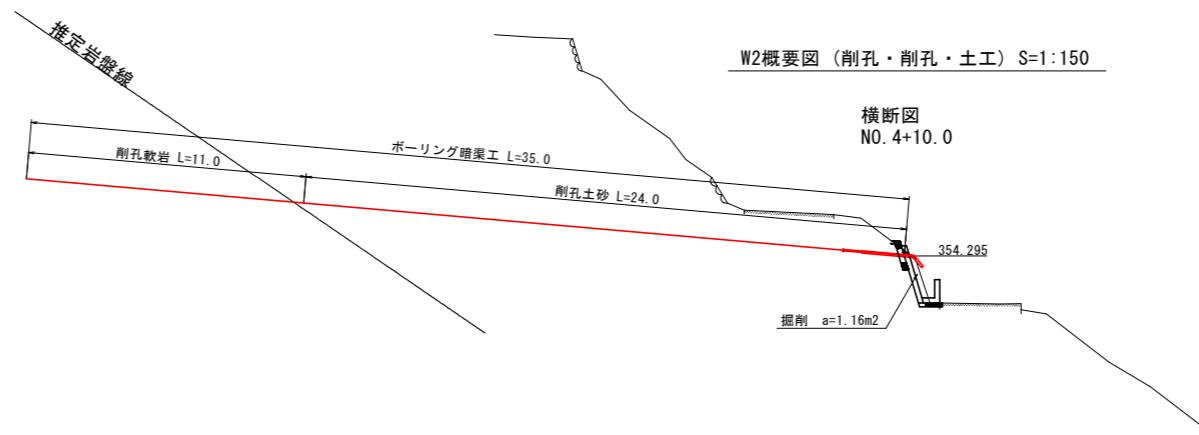 推定岩盤線
W2概要図 (削孔・削孔・土工) S=1:150
横断図
NO.4+10.0
ボーリング暗渠工 L=35.0
削孔軟岩 L=11.0
削孔土砂 L=24.0
354.295
掘削 a=1.16m2